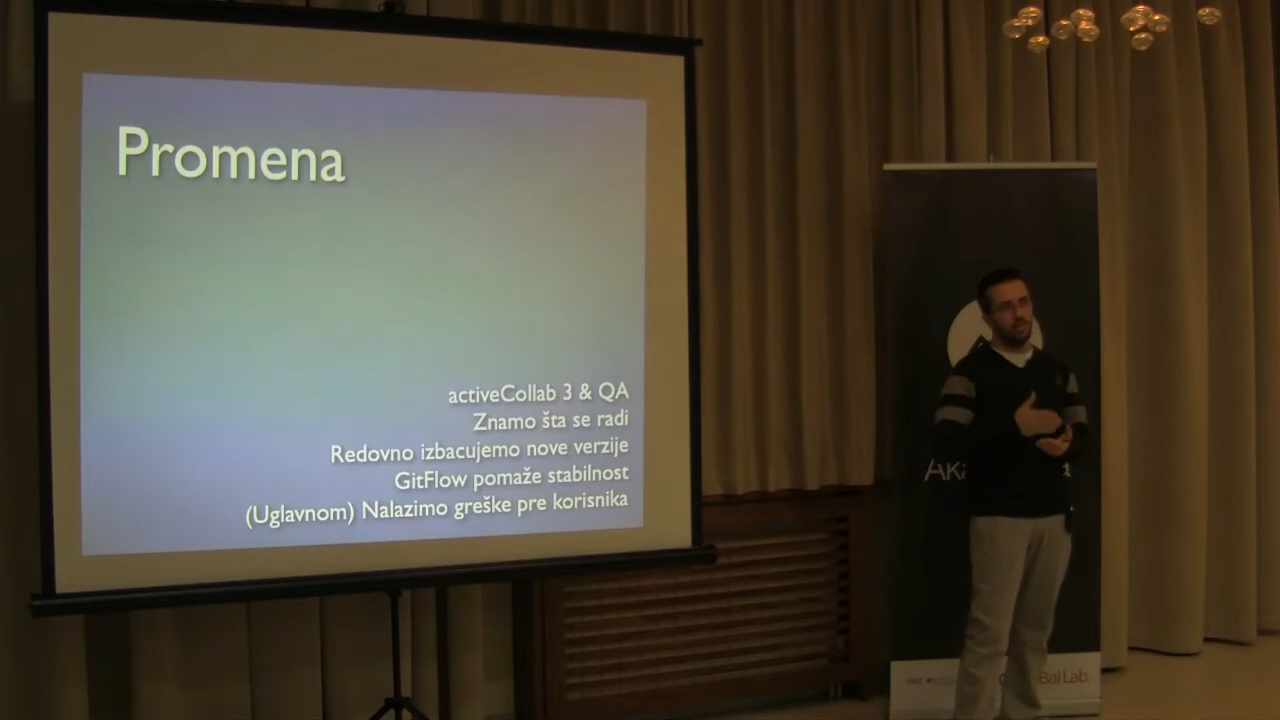 Promena
activeCollab 3 & QA
Znamo šta se radi
Redovno izbacujemo nove verzije
GitFlow pomaže stabilnost
(Uglavnom) Nalazimo greške pre korisnika
Bal Lab